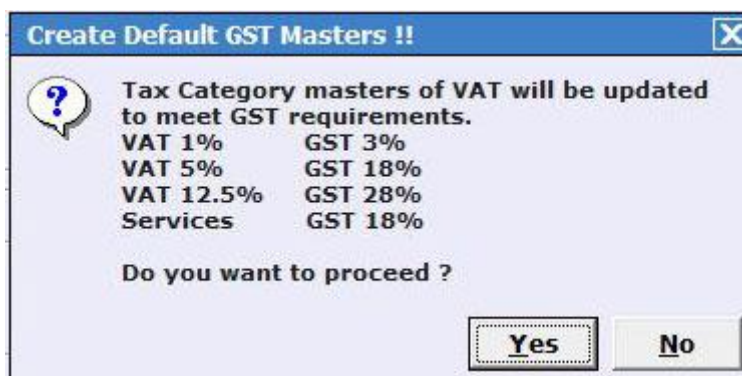 Create Default GST Masters !!
Tax Category masters of VAT will be updated
to meet GST requirements.
VAT 1% GST 3%
VAT 5% GST 18%
VAT 12.5% GST 28%
Services GST 18%
Do you want to proceed ?
Yes No